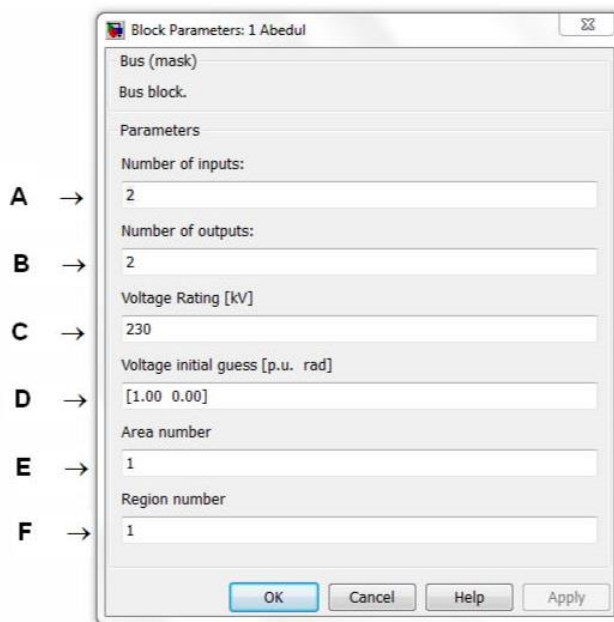 Block Parameters: 1 Abedul
Bus (mask)
Bus block.
Parameters
Number of inputs:
A → 2
Number of outputs:
B → 2
Voltage Rating [kV]
C → 230
Voltage initial guess [p.u. rad]
D → [1.00 0.00]
Area number
E → 1
Region number
F → 1
OK Cancel Help Apply